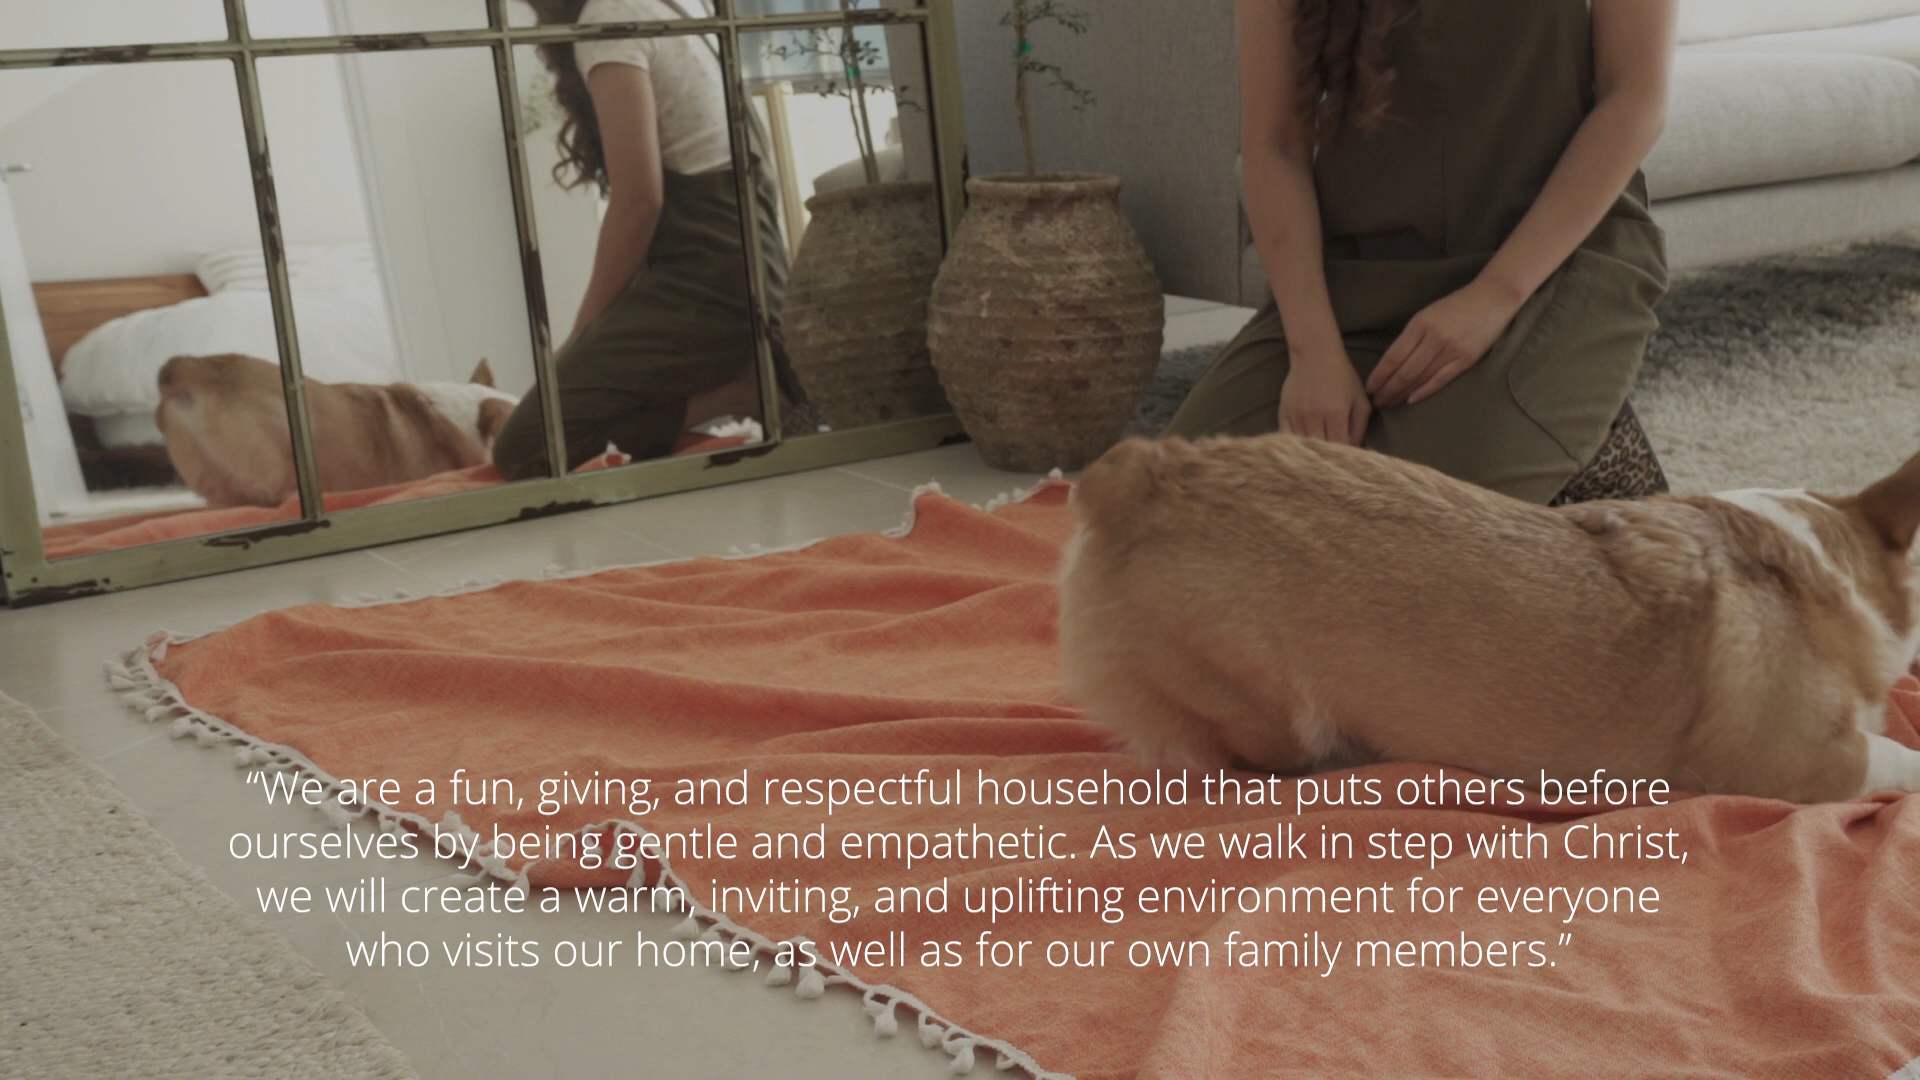 “We are a fun, giving, and respectful household that puts others before
ourselves by being gentle and empathetic. As we walk in step with Christ,
we will create a warm, inviting, and uplifting environment for everyone
who visits our home, as well as for our own family members.”